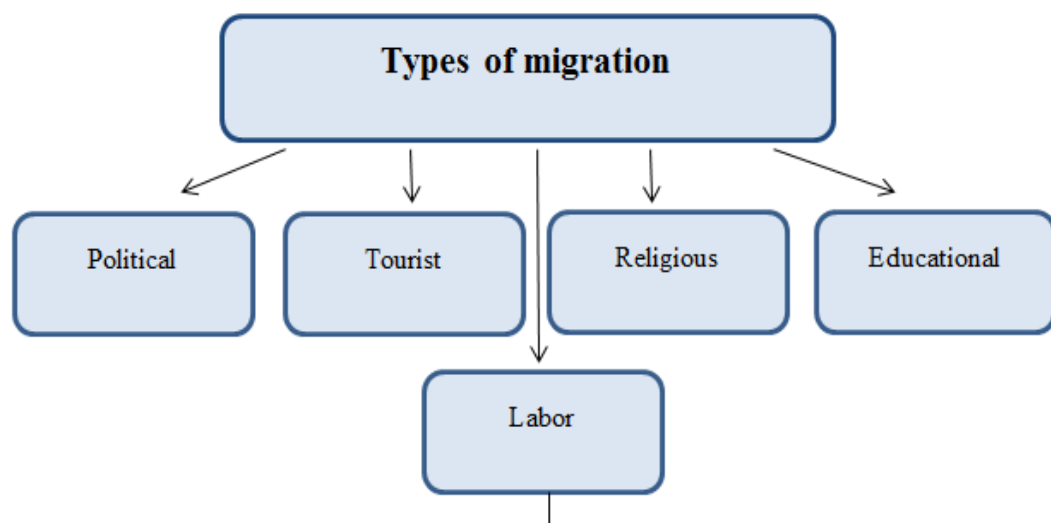 Types of migration
Political
Tourist
Religious
Educational
Labor